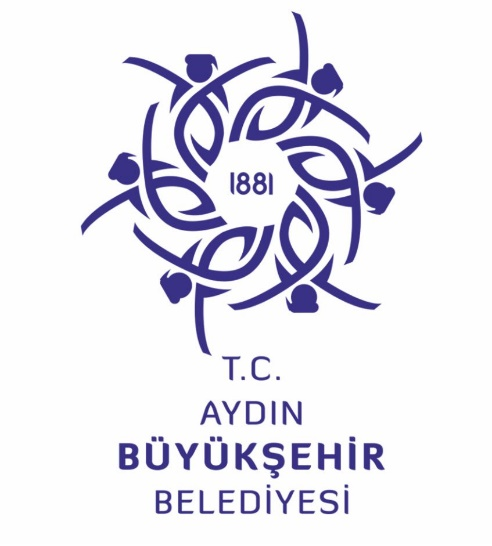 1881
T.C.
AYDIN
BÜYÜKŞEHİR
BELEDİYESİ